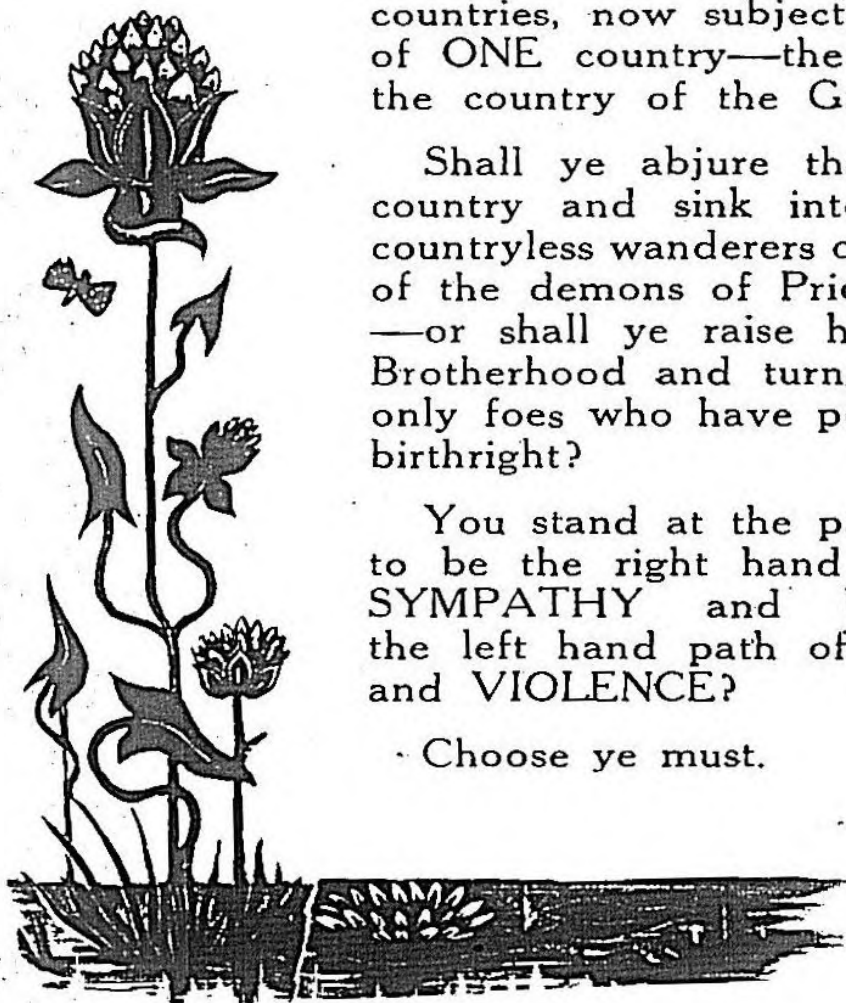 countries, now subject
of ONE country—the
the country of the G
Shall ye abjure th
country and sink int
countryless wanderers
of the demons of Pri
—or shall ye raise h
Brotherhood and turn
only foes who have p
birthright?
You stand at the p
to be the right hand
SYMPATHY and
the left hand path of
and VIOLENCE?
Choose ye must.